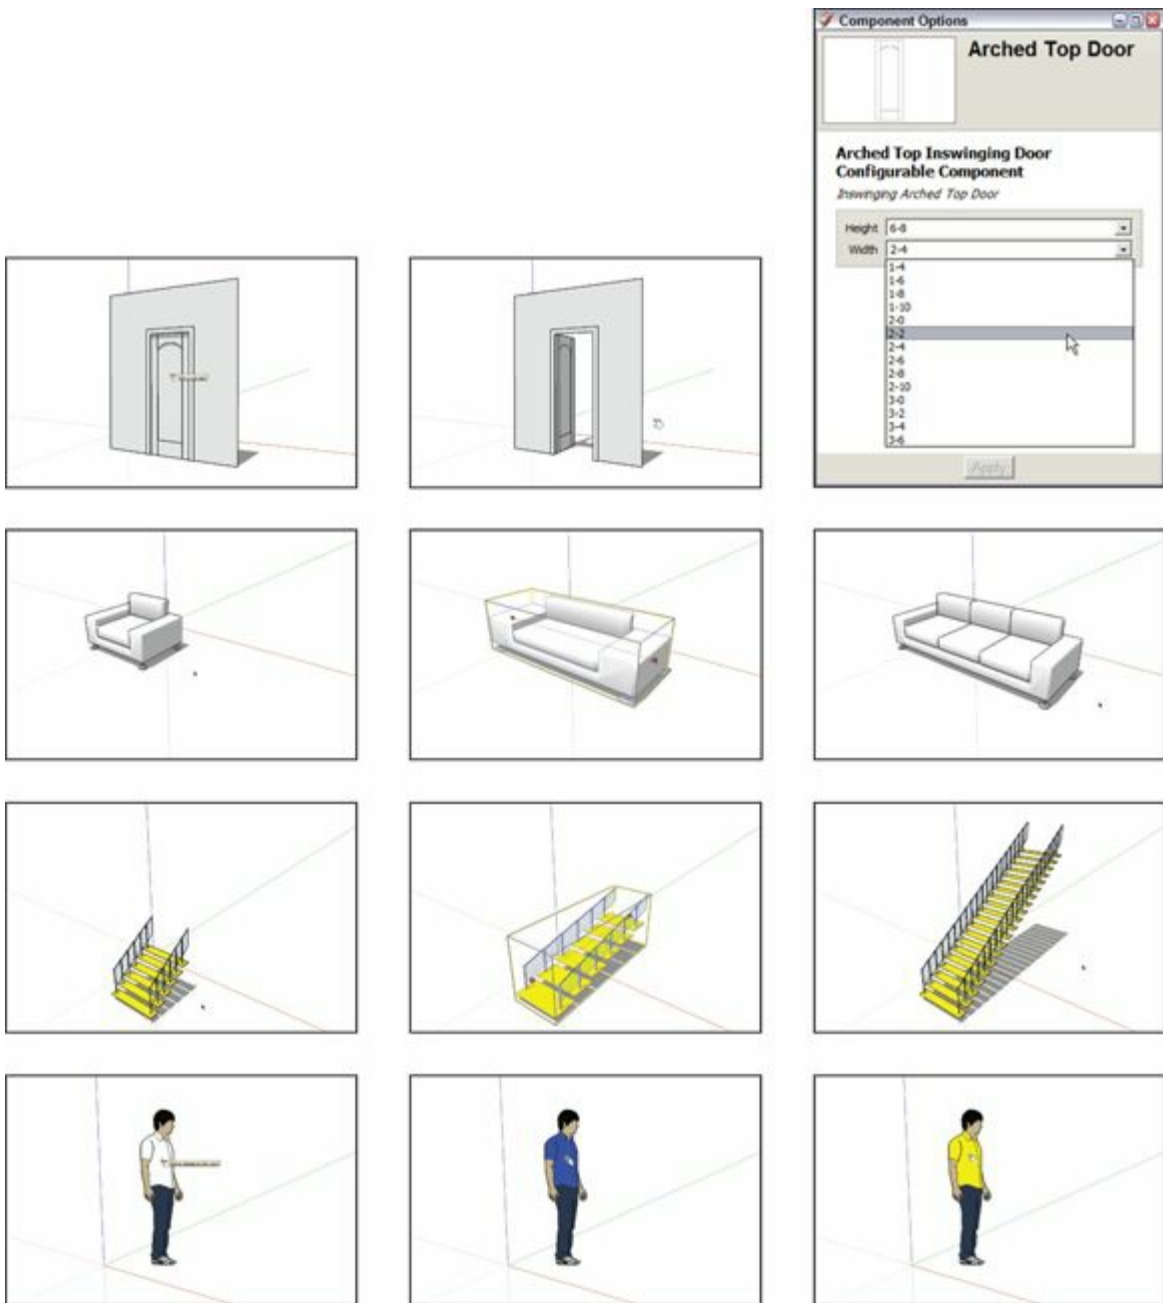 Component Options
Arched Top Door
Arched Top Inswinging Door
Configurable Component
Inswinging Arched Top Door
Height 6-8
Width 2-4
1-4
1-6
1-8
1-10
2-0
2-2
2-4
2-6
2-8
2-10
3-0
3-2
3-4
3-6
Apply